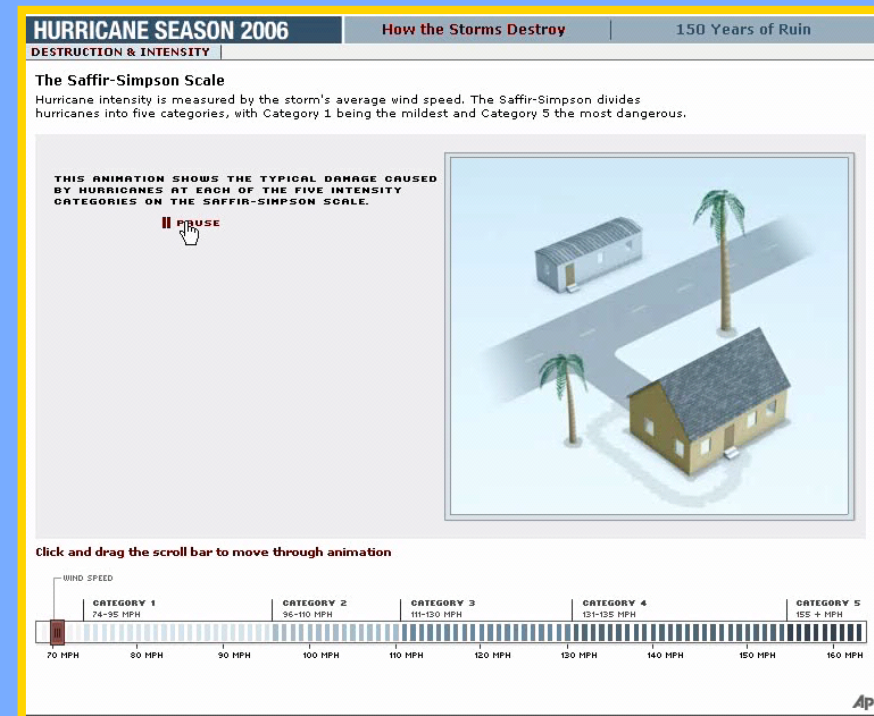 HURRICANE SEASON 2006
How the Storms Destroy
150 Years of Ruin
DESTRUCTION & INTENSITY
The Saffir-Simpson Scale
Hurricane intensity is measured by the storm's average wind speed. The Saffir-Simpson divides
hurricanes into five categories, with Category 1 being the mildest and Category 5 the most dangerous.
THIS ANIMATION SHOWS THE TYPICAL DAMAGE CAUSED
BY HURRICANES AT EACH OF THE FIVE INTENSITY
CATEGORIES ON THE SAFFIR-SIMPSON SCALE.
PAUSE
Click and drag the scroll bar to move through animation
WIND SPEED
CATEGORY 1 CATEGORY 2 CATEGORY 3 CATEGORY 4 CATEGORY 5
74-95 MPH 96-110 MPH 111-130 MPH 131-135 MPH 155 + MPH
70 MPH 80 MPH 90 MPH 100 MPH 110 MPH 120 MPH 130 MPH 140 MPH 150 MPH 160 MPH
AP